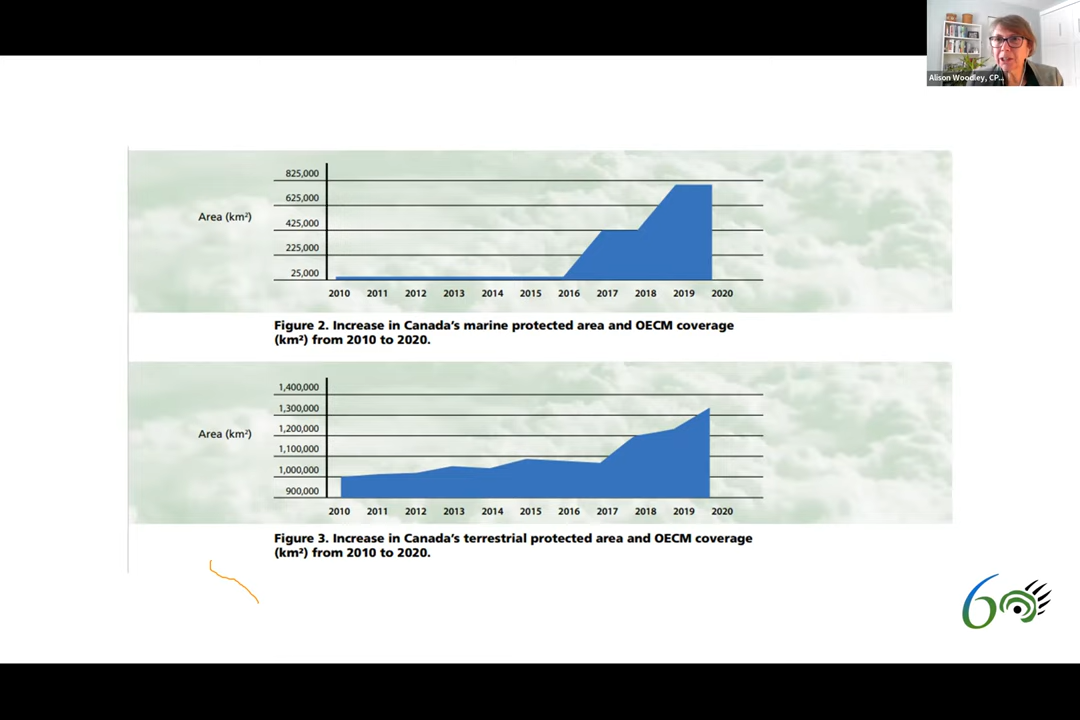 Alison Woodley, CP...
825,000
625,000
Area (km²)
425,000
225,000
25,000
2010 2011 2012 2013 2014 2015 2016 2017 2018 2019 2020
Figure 2. Increase in Canada's marine protected area and OECM coverage
(km²) from 2010 to 2020.
1,400,000
1,300,000
Area (km²)
1,200,000
1,100,000
1,000,000
900,000
2010 2011 2012 2013 2014 2015 2016 2017 2018 2019 2020
Figure 3. Increase in Canada's terrestrial protected area and OECM coverage
(km²) from 2010 to 2020.
60